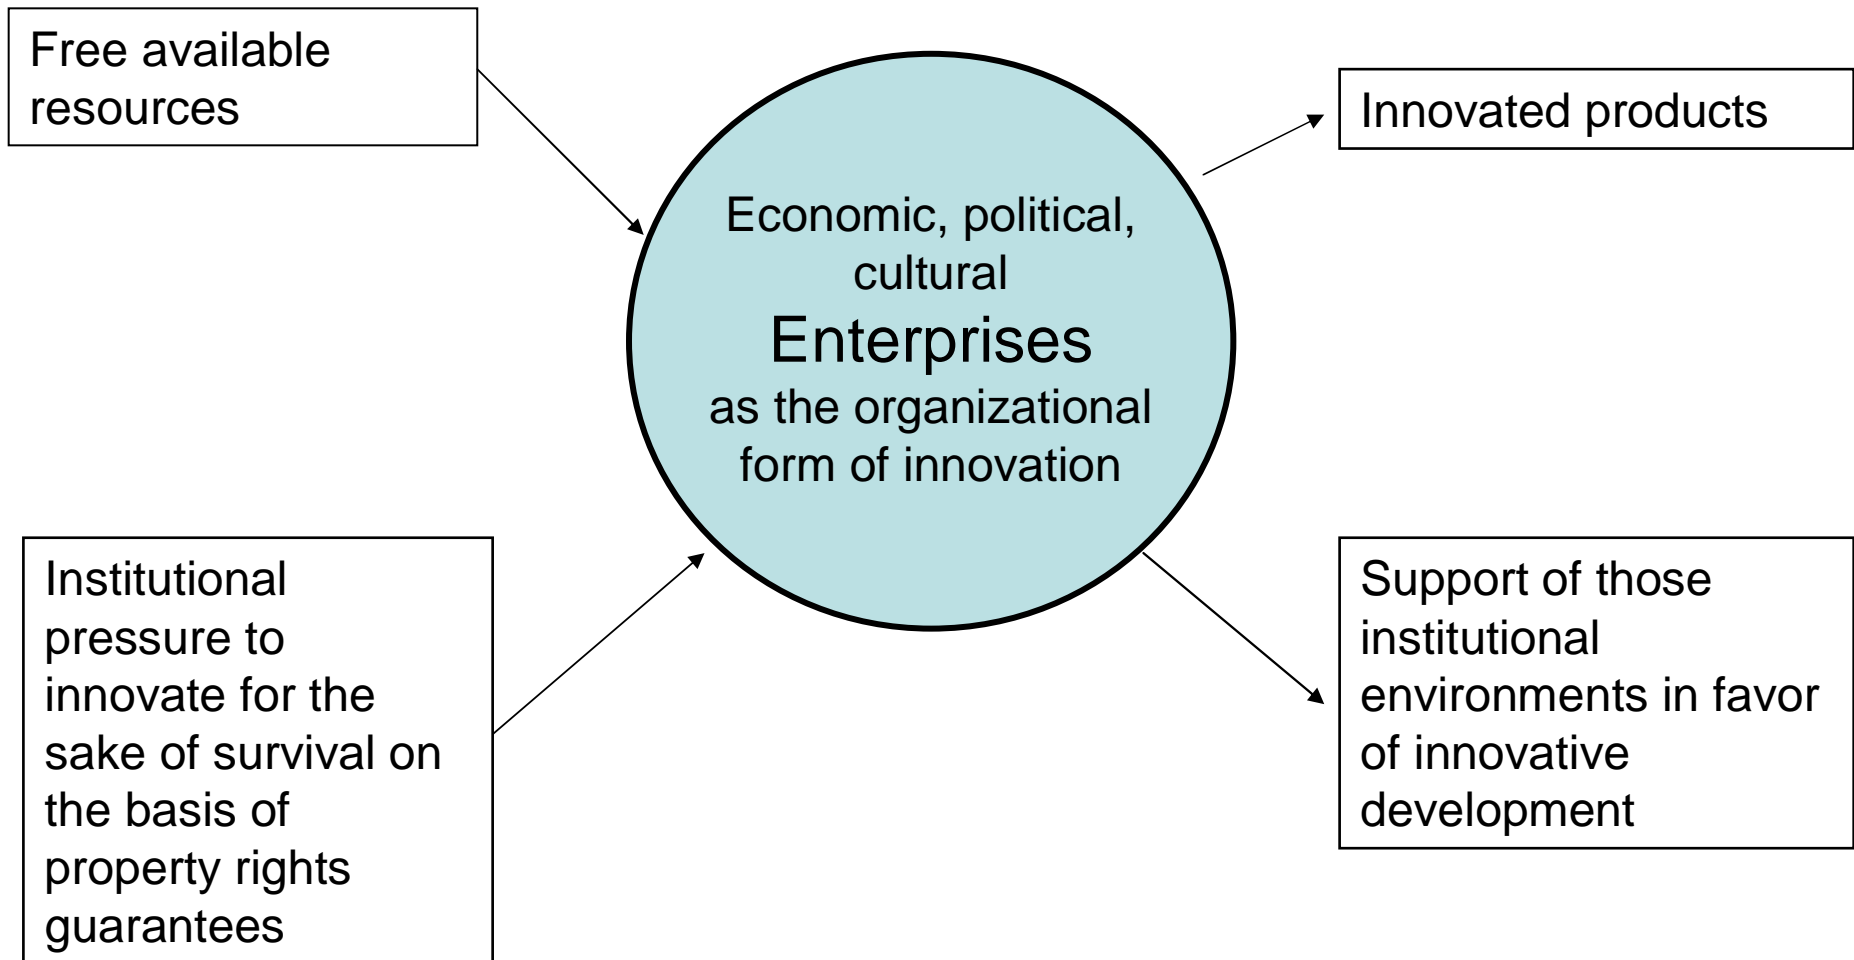 Free available
resources
Innovated products
Economic, political,
cultural
Enterprises
as the organizational
form of innovation
Institutional
pressure to
innovate for the
sake of survival on
the basis of
property rights
guarantees
Support of those
institutional
environments in favor
of innovative
development